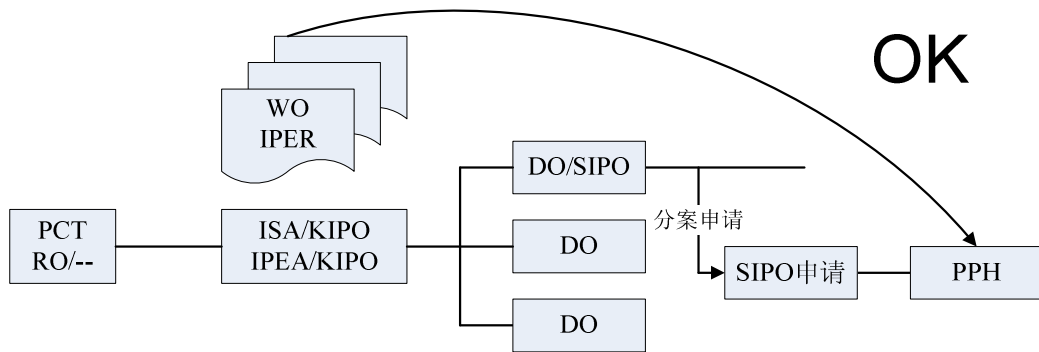 OK
WO
IPER
DO/SIPO
分案申请
PCT
RO/--
ISA/KIPO
IPEA/KIPO
DO
SIPO申请
PPH
DO